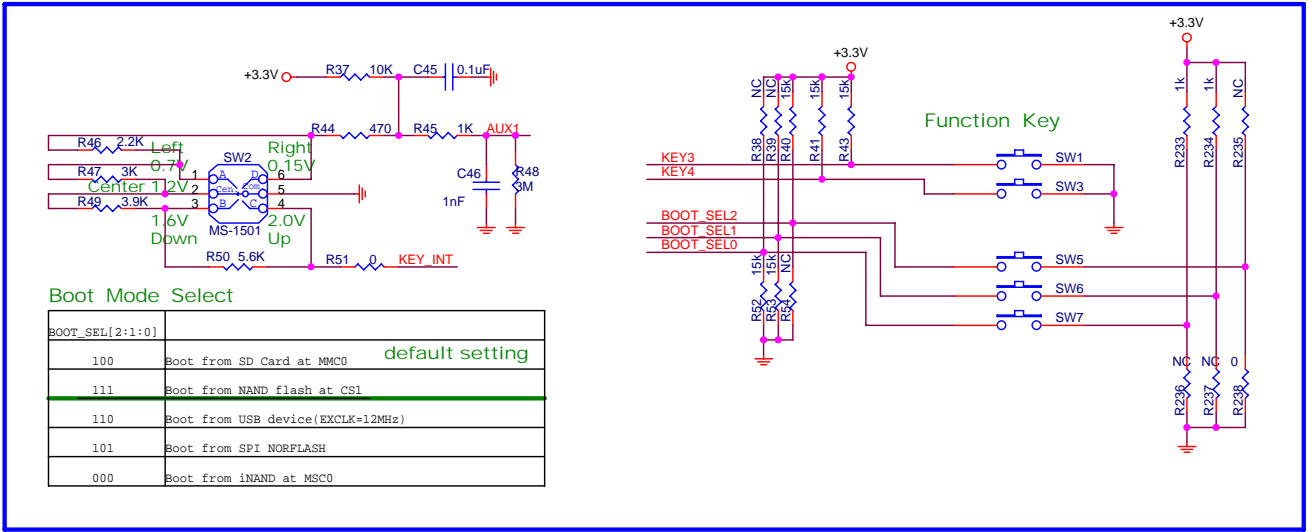 +3.3V
R37 10K
C45 0.1uF
R44 470
R45 1K
AUX1
R46 2.2K
Left
0.7V
SW2
Right
0.15V
R47 3K
Center 1.2V
R49 3.9K
1
2
3
6
5
4
A
D
Cen.
Com
B
C
1.6V
Down
MS-1501
2.0V
Up
C46
1nF
R48
3M
R50 5.6K
R51 0
KEY_INT
Boot Mode Select
BOOT_SEL[2:1:0]
100 Boot from SD Card at MMC0 default setting
111 Boot from NAND flash at CS1
110 Boot from USB device(EXCLK=12MHz)
101 Boot from SPI NORFLASH
000 Boot from iNAND at MSC0
+3.3V
NC
NC
15k
15k
15k
R38
R39
R40
R41
R43
KEY3
KEY4
BOOT_SEL2
BOOT_SEL1
BOOT_SEL0
15k
15k
NC
R52
R53
R54
Function Key
SW1
SW3
SW5
SW6
SW7
+3.3V
1k
1k
NC
R233
R234
R235
NC
NC
0
R236
R237
R238